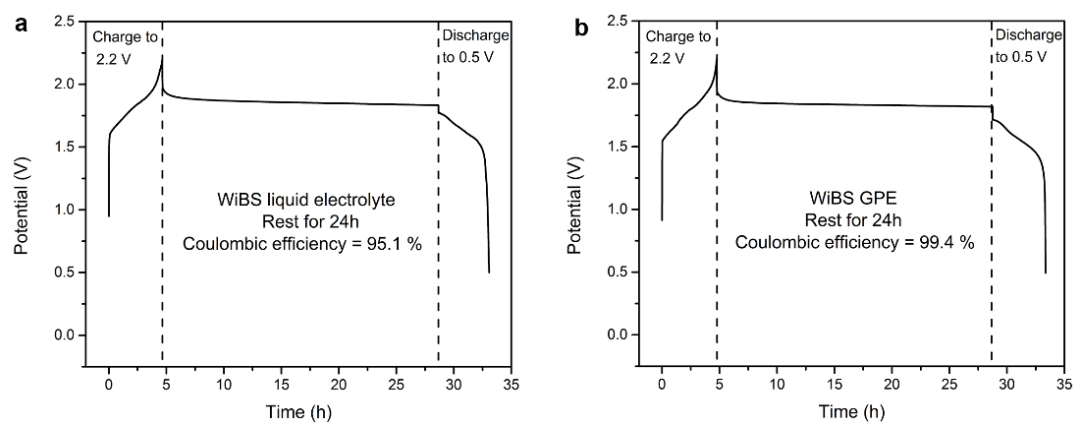 a
Charge to
2.2 V
Discharge
to 0.5 V
WiBS liquid electrolyte
Rest for 24h
Coulombic efficiency = 95.1 %
2.5
2.0
1.5
1.0
0.5
0.0
Potential (V)
0 5 10 15 20 25 30 35
Time (h)
b
Charge to
2.2 V
Discharge
to 0.5 V
WiBS GPE
Rest for 24h
Coulombic efficiency = 99.4 %
2.5
2.0
1.5
1.0
0.5
0.0
Potential (V)
0 5 10 15 20 25 30 35
Time (h)